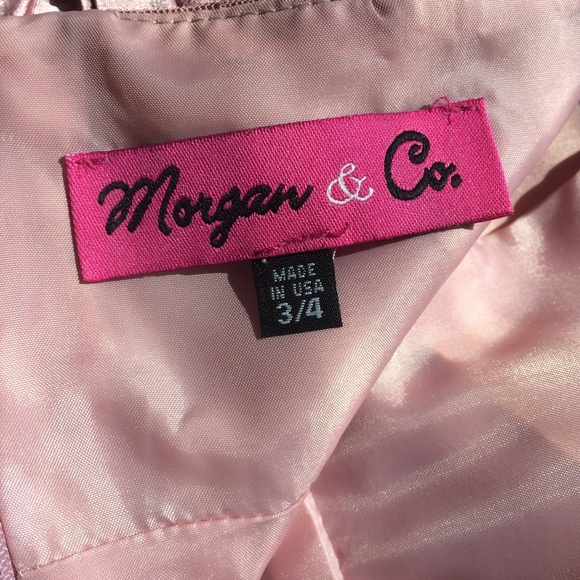 Morgan & Co.
MADE
IN USA
3/4